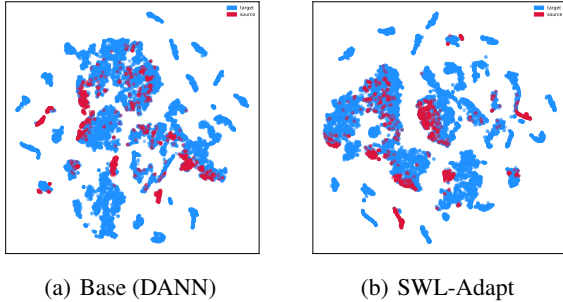 target
source
target
source
(a) Base (DANN)
(b) SWL-Adapt